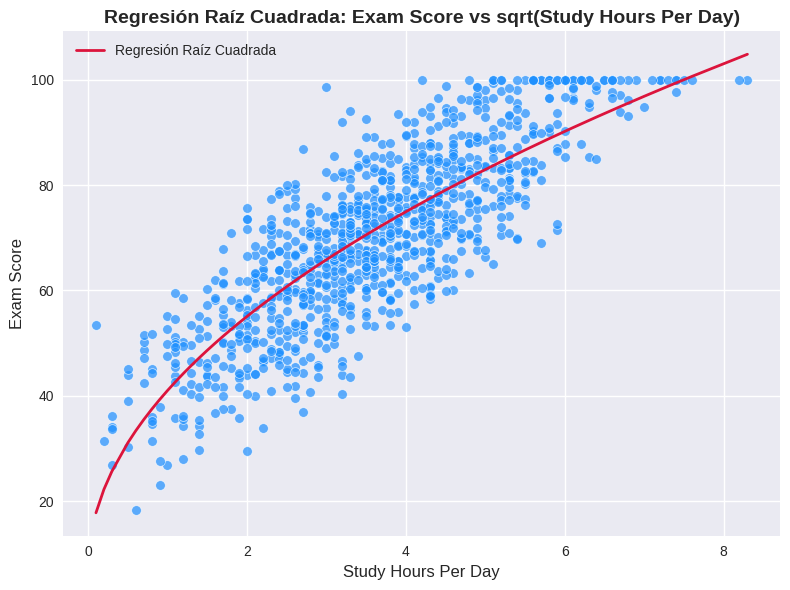 Regresión Raíz Cuadrada: Exam Score vs sqrt(Study Hours Per Day)
Regresión Raíz Cuadrada
100
80
60
40
20
Exam Score
0 2 4 6 8
Study Hours Per Day